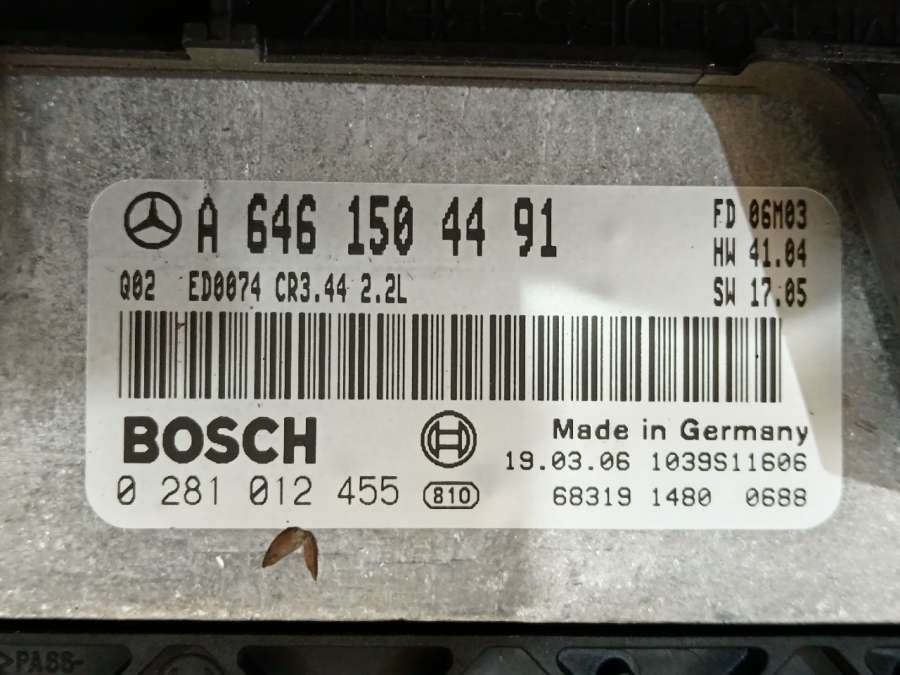 A 646 150 44 91
FD 06M03
HW 41.04
Q02 ED0074 CR3.44 2.2L
SW 17.05
BOSCH
Made in Germany
19.03.06 1039S11606
0 281 012 455 810
68319 1480 0688
>PASS-